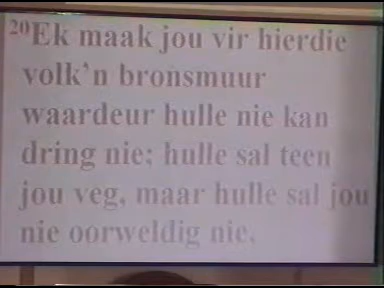 20Ek maak jou vir hierdie
volk'n bronsmuur
waardeur hulle nie kan
dring nie; hulle sal teen
jou veg, maar hulle sal jou
nie oorweldig nie.